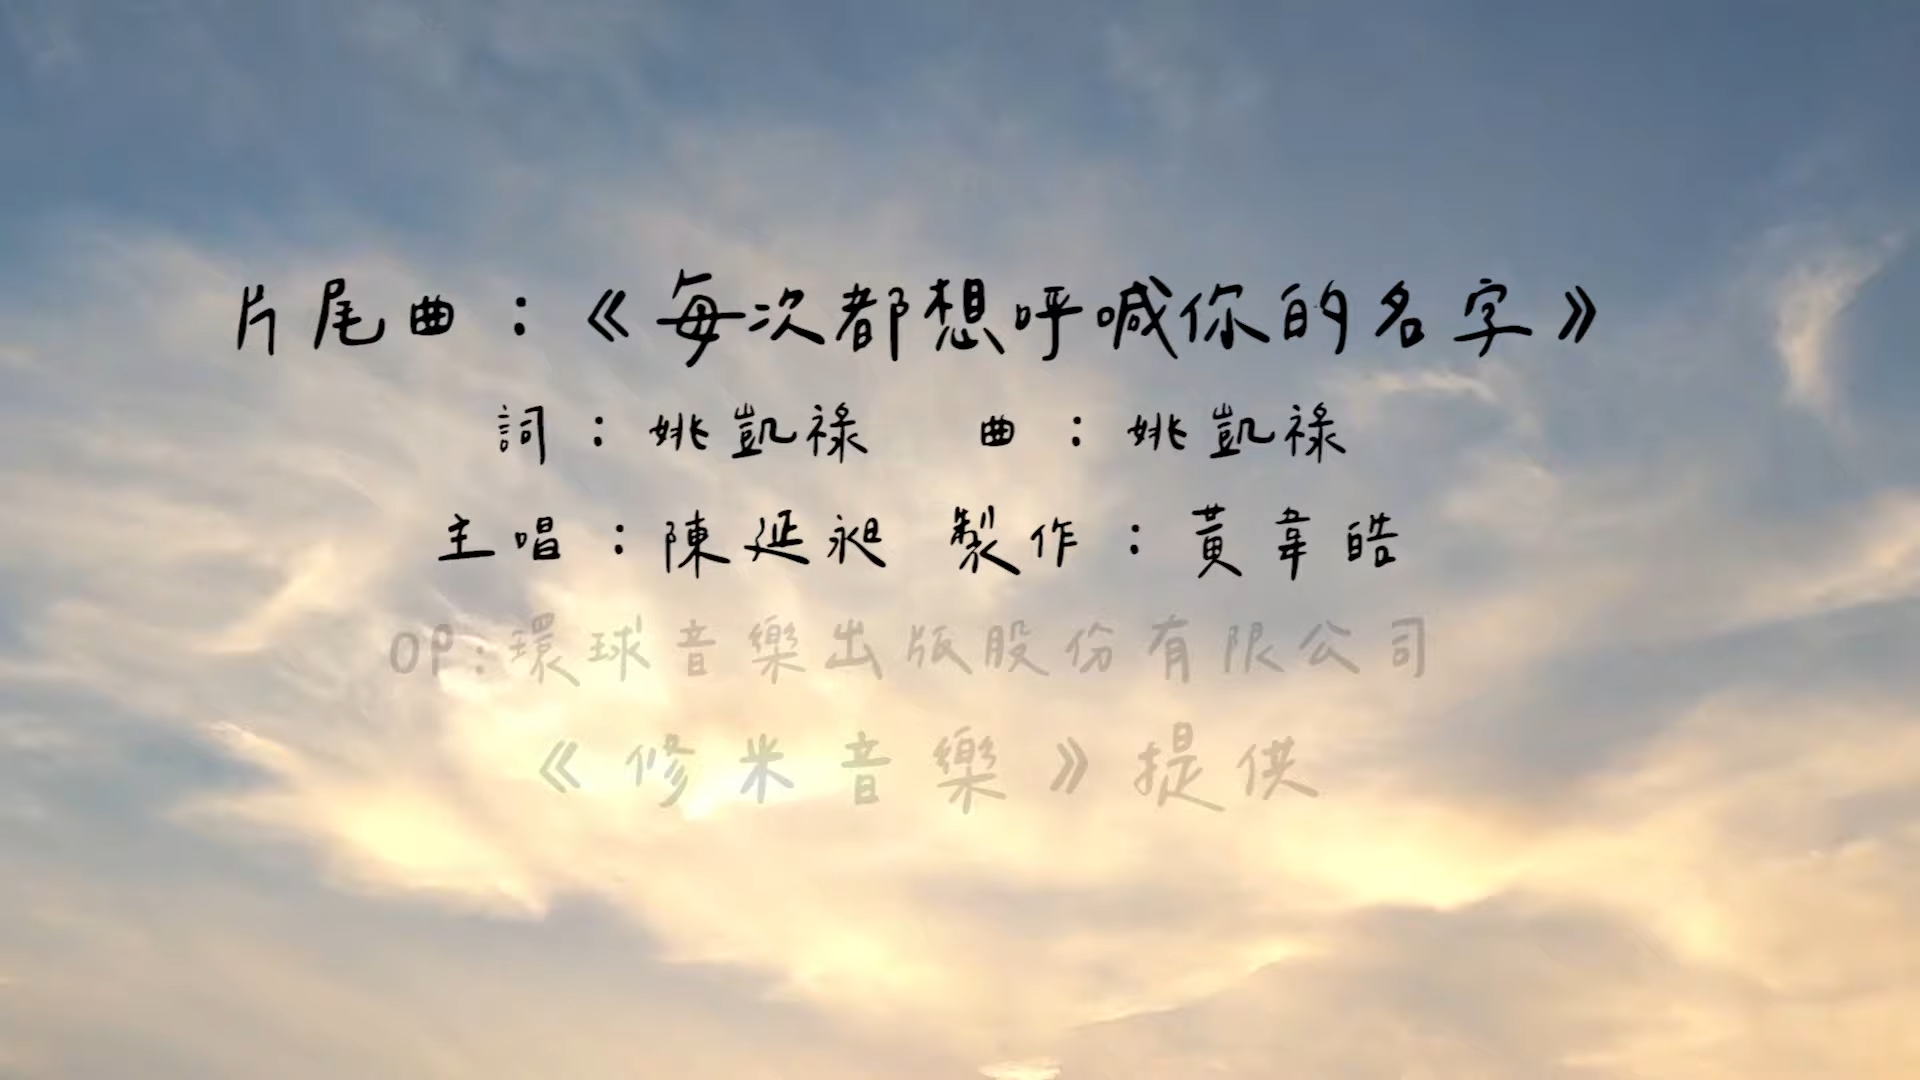 片尾曲：《每次都想呼喊你的名字》
詞：姚凱祿　曲：姚凱祿
主唱：陳延昶　製作：黃韋皓
OP:環球音樂出版股份有限公司
《修米音樂》提供